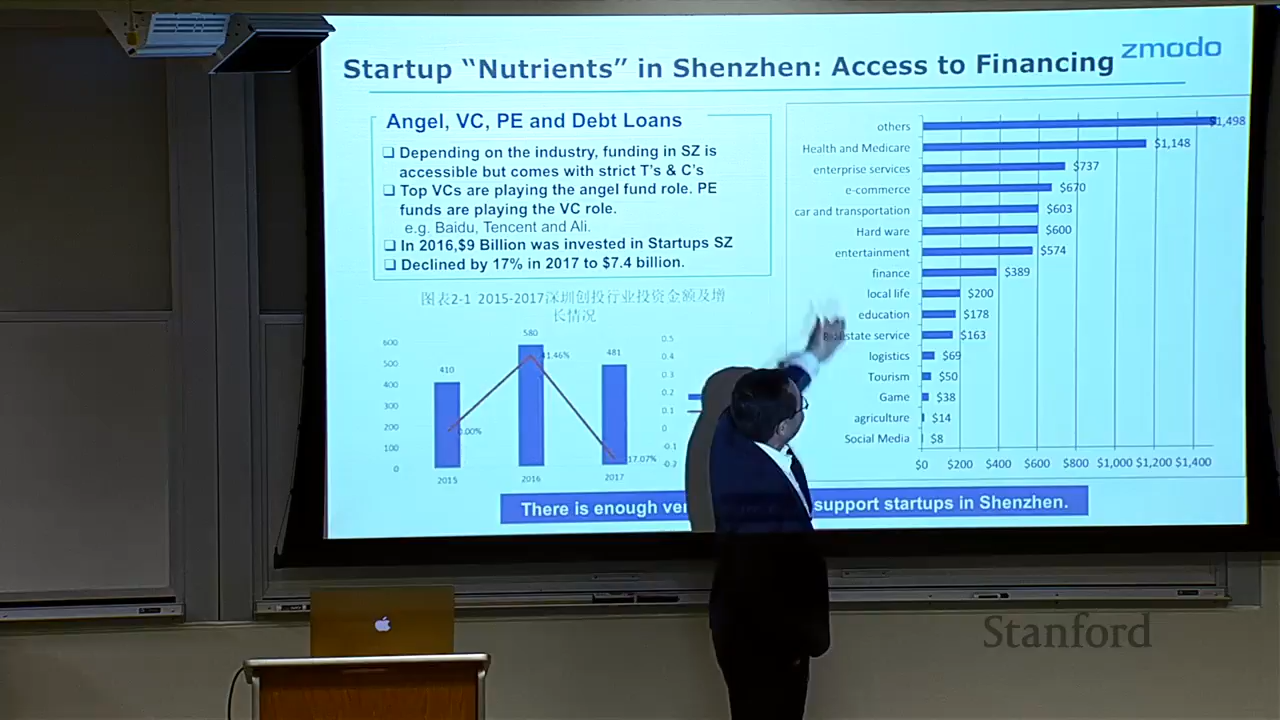 Startup “Nutrients” in Shenzhen: Access to Financing
zmodo
Angel, VC, PE and Debt Loans
❑ Depending on the industry, funding in SZ is
accessible but comes with strict T's & C's
❑ Top VCs are playing the angel fund role. PE
funds are playing the VC role.
e.g. Baidu, Tencent and Ali.
❑ In 2016,$9 Billion was invested in Startups SZ
❑ Declined by 17% in 2017 to $7.4 billion.
图表2-1 2015-2017深圳创投行业投资金额及增
长情况
600
500
400
300
200
100
0
410
580
481
0.00%
41.46%
17.07%
2015
2016
2017
0.5
0.4
0.3
0.2
0.1
0
-0.1
-0.2
others $1,498
Health and Medicare $1,148
enterprise services $737
e-commerce $670
car and transportation $603
Hard ware $600
entertainment $574
finance $389
local life $200
education $178
estate service $163
logistics $69
Tourism $50
Game $38
agriculture $14
Social Media $8
$0 $200 $400 $600 $800 $1,000 $1,200 $1,400
There is enough support startups in Shenzhen.
Stanford